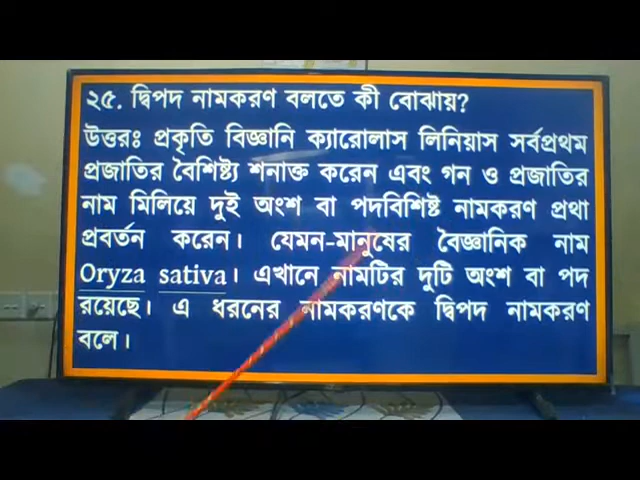 ২৫. দ্বিপদ নামকরণ বলতে কী বোঝায়?
উত্তরঃ প্রকৃতি বিজ্ঞানি ক্যারোলাস লিনিয়াস সর্বপ্রথম
প্রজাতির বৈশিষ্ট্য শনাক্ত করেন এবং গন ও প্রজাতির
নাম মিলিয়ে দুই অংশ বা পদবিশিষ্ট নামকরণ প্রথা
প্রবর্তন করেন। যেমন-মানুষের বৈজ্ঞানিক নাম
Oryza sativa। এখানে নামটির দুটি অংশ বা পদ
রয়েছে। এ ধরনের নামকরণকে দ্বিপদ নামকরণ
বলে।